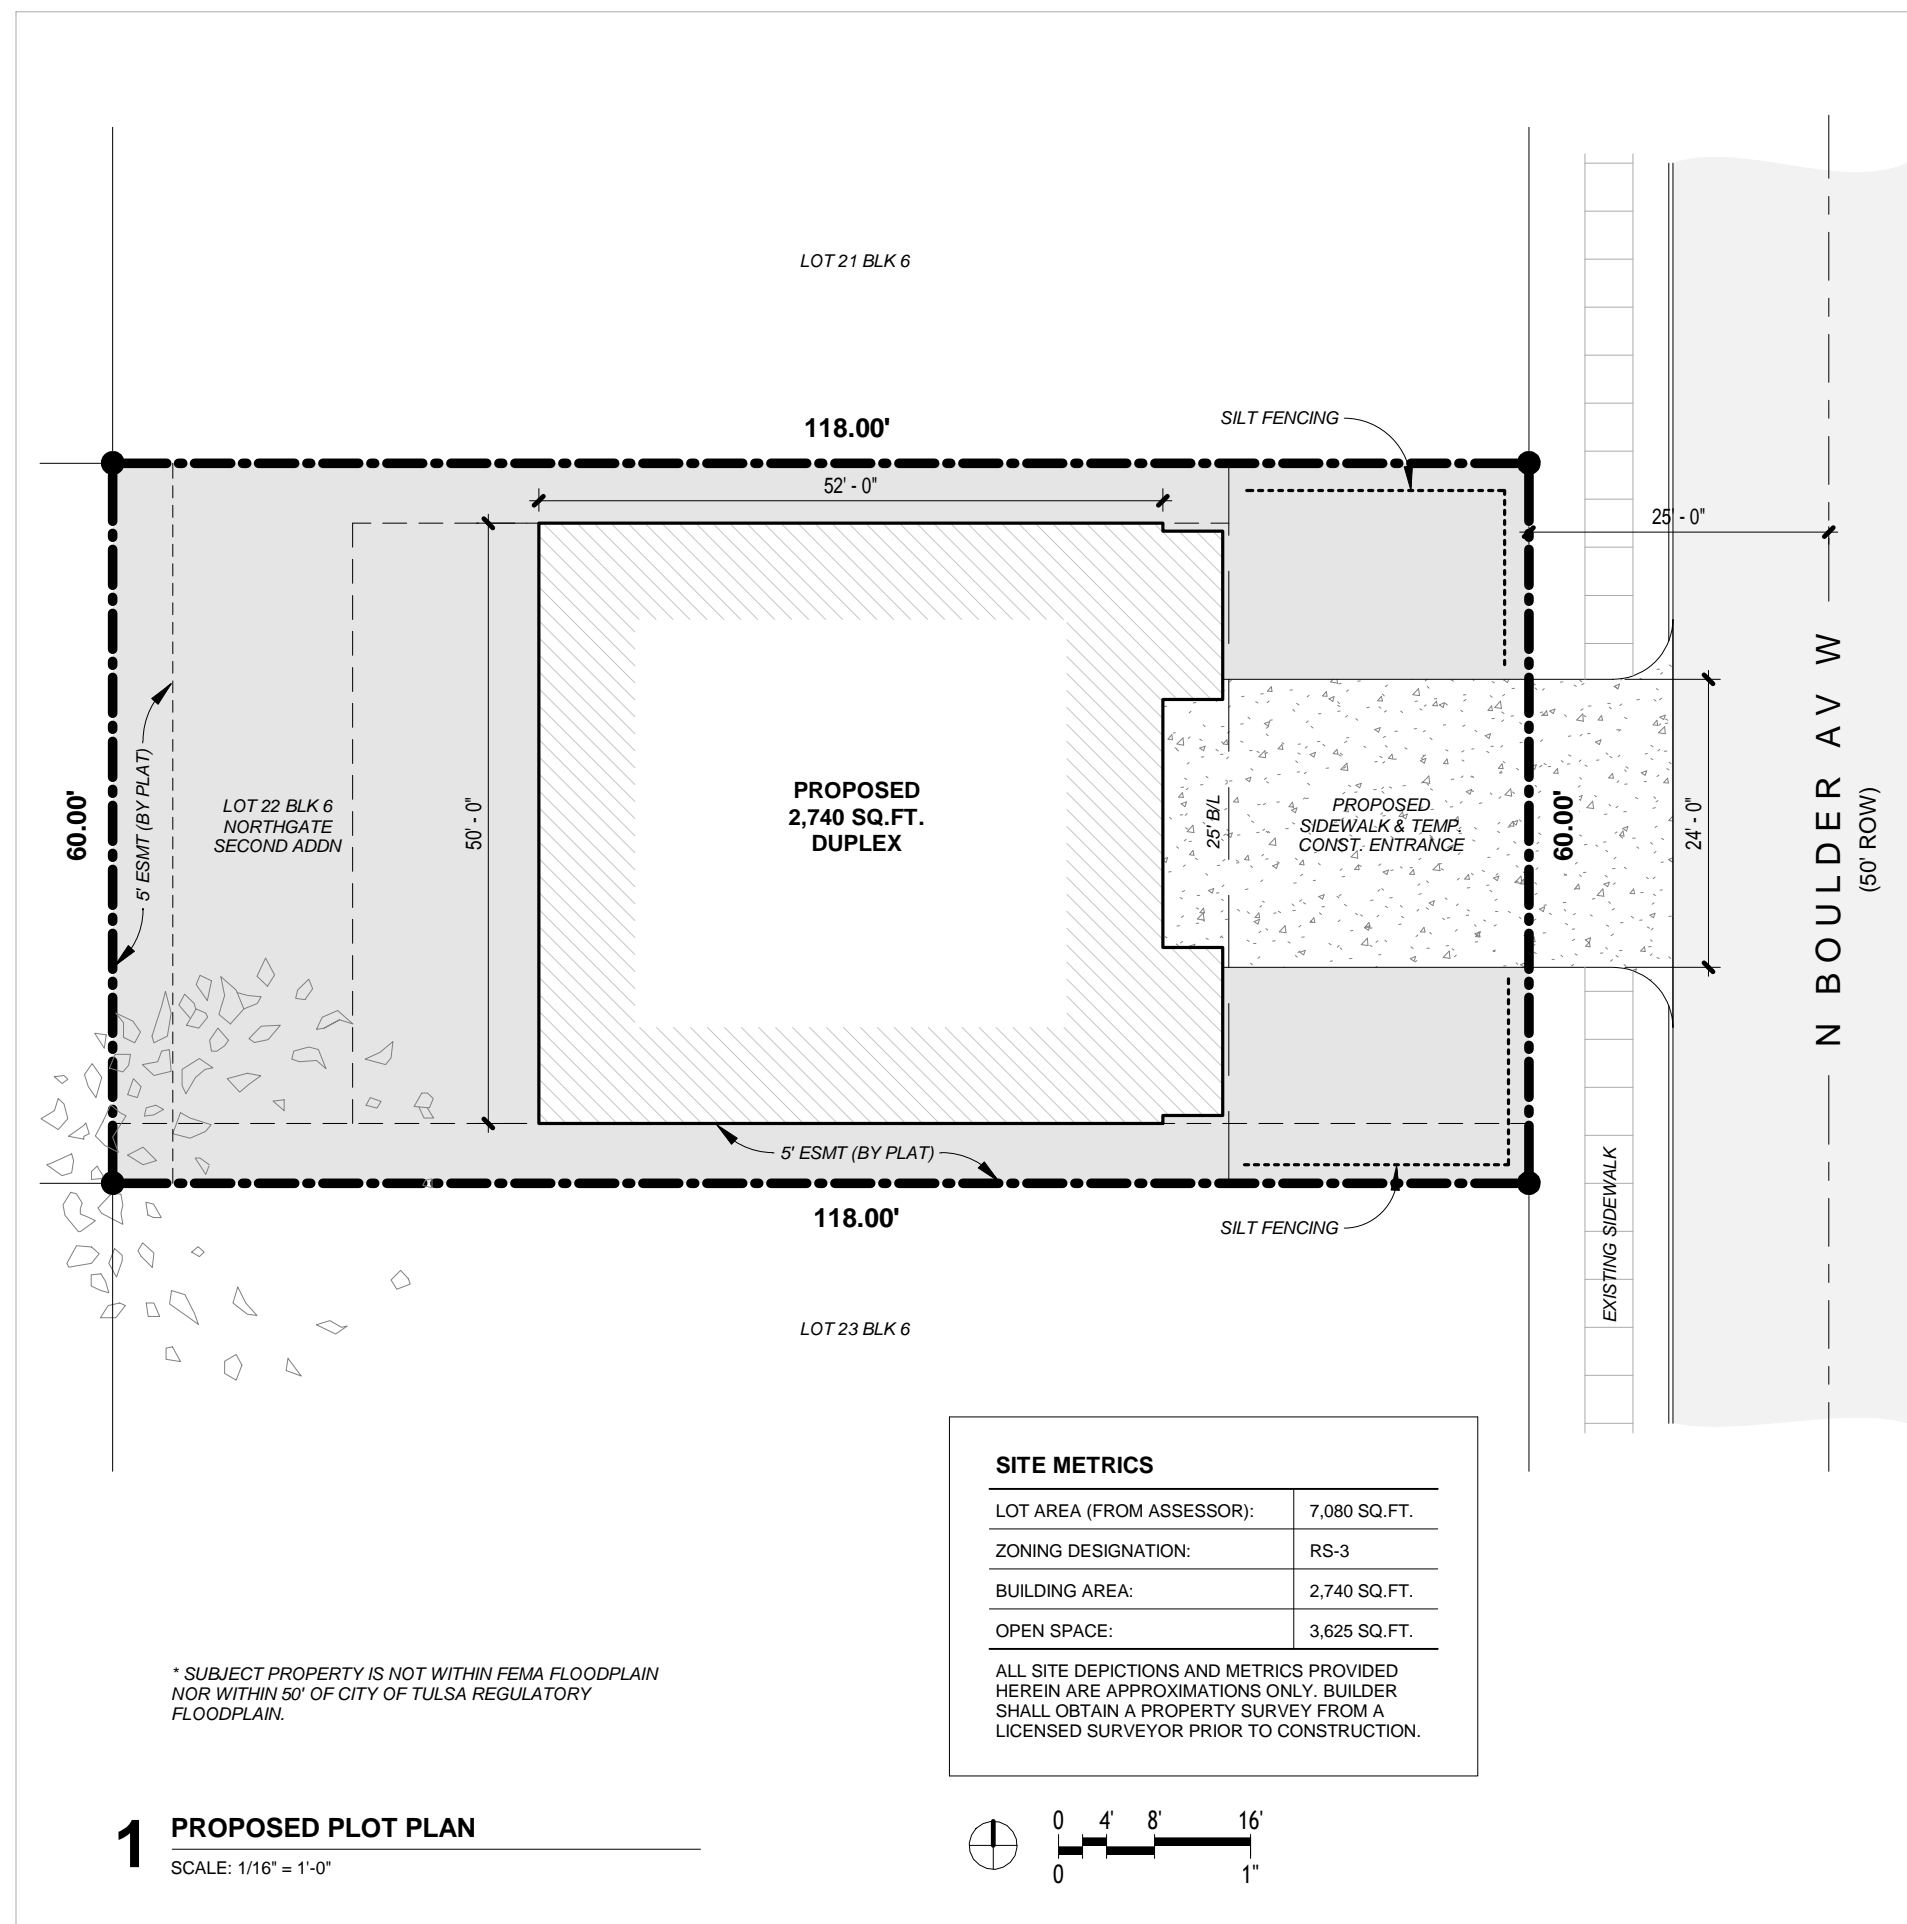 LOT 21 BLK 6
SILT FENCING
118.00'
52' - 0"
25' - 0"
N BOULDER AV W
(50' ROW)
5' ESMT (BY PLAT)
60.00'
LOT 22 BLK 6
NORTHGATE
SECOND ADDN
50' - 0"
PROPOSED
2,740 SQ.FT.
DUPLEX
25' B/L
PROPOSED
SIDEWALK & TEMP.
CONST. ENTRANCE
60.00'
24' - 0"
5' ESMT (BY PLAT)
118.00'
SILT FENCING
EXISTING SIDEWALK
LOT 23 BLK 6
SITE METRICS
LOT AREA (FROM ASSESSOR): 7,080 SQ.FT.
ZONING DESIGNATION: RS-3
BUILDING AREA: 2,740 SQ.FT.
OPEN SPACE: 3,625 SQ.FT.
ALL SITE DEPICTIONS AND METRICS PROVIDED
HEREIN ARE APPROXIMATIONS ONLY. BUILDER
SHALL OBTAIN A PROPERTY SURVEY FROM A
LICENSED SURVEYOR PRIOR TO CONSTRUCTION.
* SUBJECT PROPERTY IS NOT WITHIN FEMA FLOODPLAIN
NOR WITHIN 50' OF CITY OF TULSA REGULATORY
FLOODPLAIN.
1 PROPOSED PLOT PLAN
SCALE: 1/16" = 1'-0"
0 4' 8' 16'
0 1"